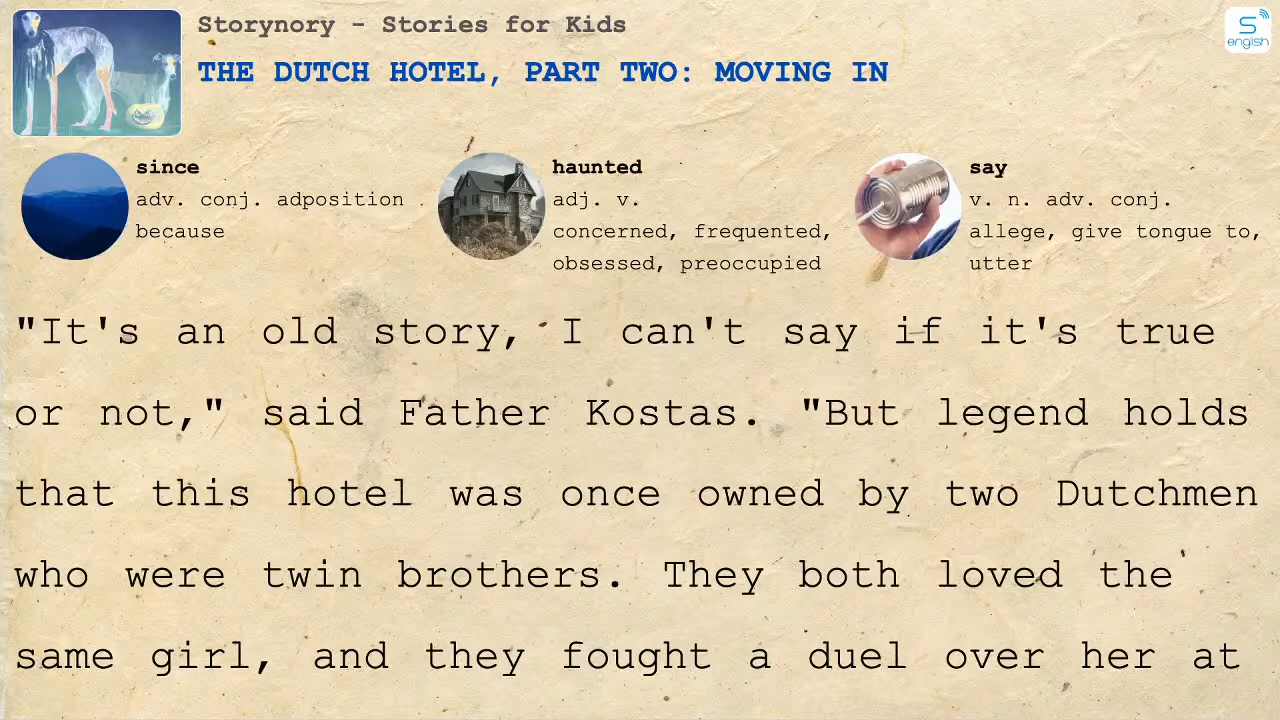 Storynory - Stories for Kids
THE DUTCH HOTEL, PART TWO: MOVING IN
S
english
since
adv. conj. adposition .
because
haunted
adj. v.
concerned, frequented,
obsessed, preoccupied
say
v. n. adv. conj.
allege, give tongue to,
utter
"It's an old story, I can't say if it's true
or not," said Father Kostas. "But legend holds
that this hotel was once owned by two Dutchmen
who were twin brothers. They both loved the
same girl, and they fought a duel over her at